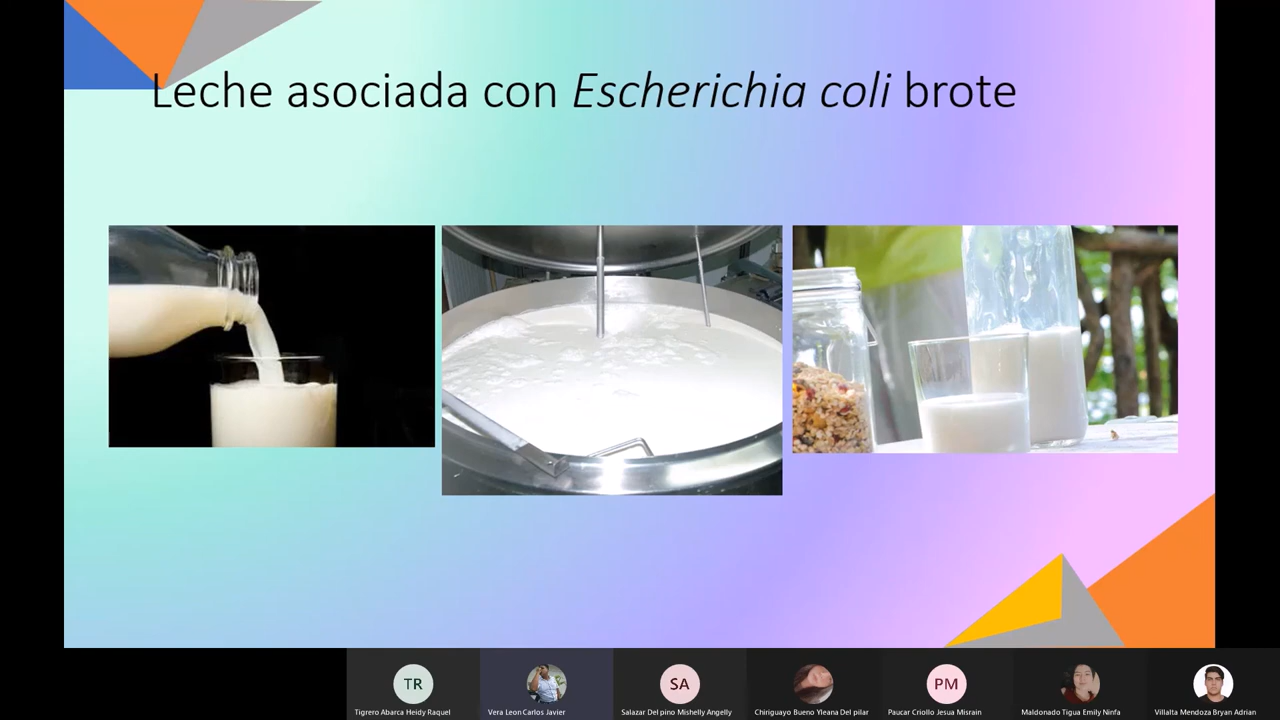 Leche asociada con Escherichia coli brote
TR
SA
PM
Tigrero Abarca Heidy Raquel
Vera Leon Carlos Javier
Salazar Del pino Mishelly Angelly
Chiriguayo Bueno Yleana Del pilar
Paucar Criollo Jesua Misrain
Maldonado Tigua Emily Ninfa
Villalta Mendoza Bryan Adrian